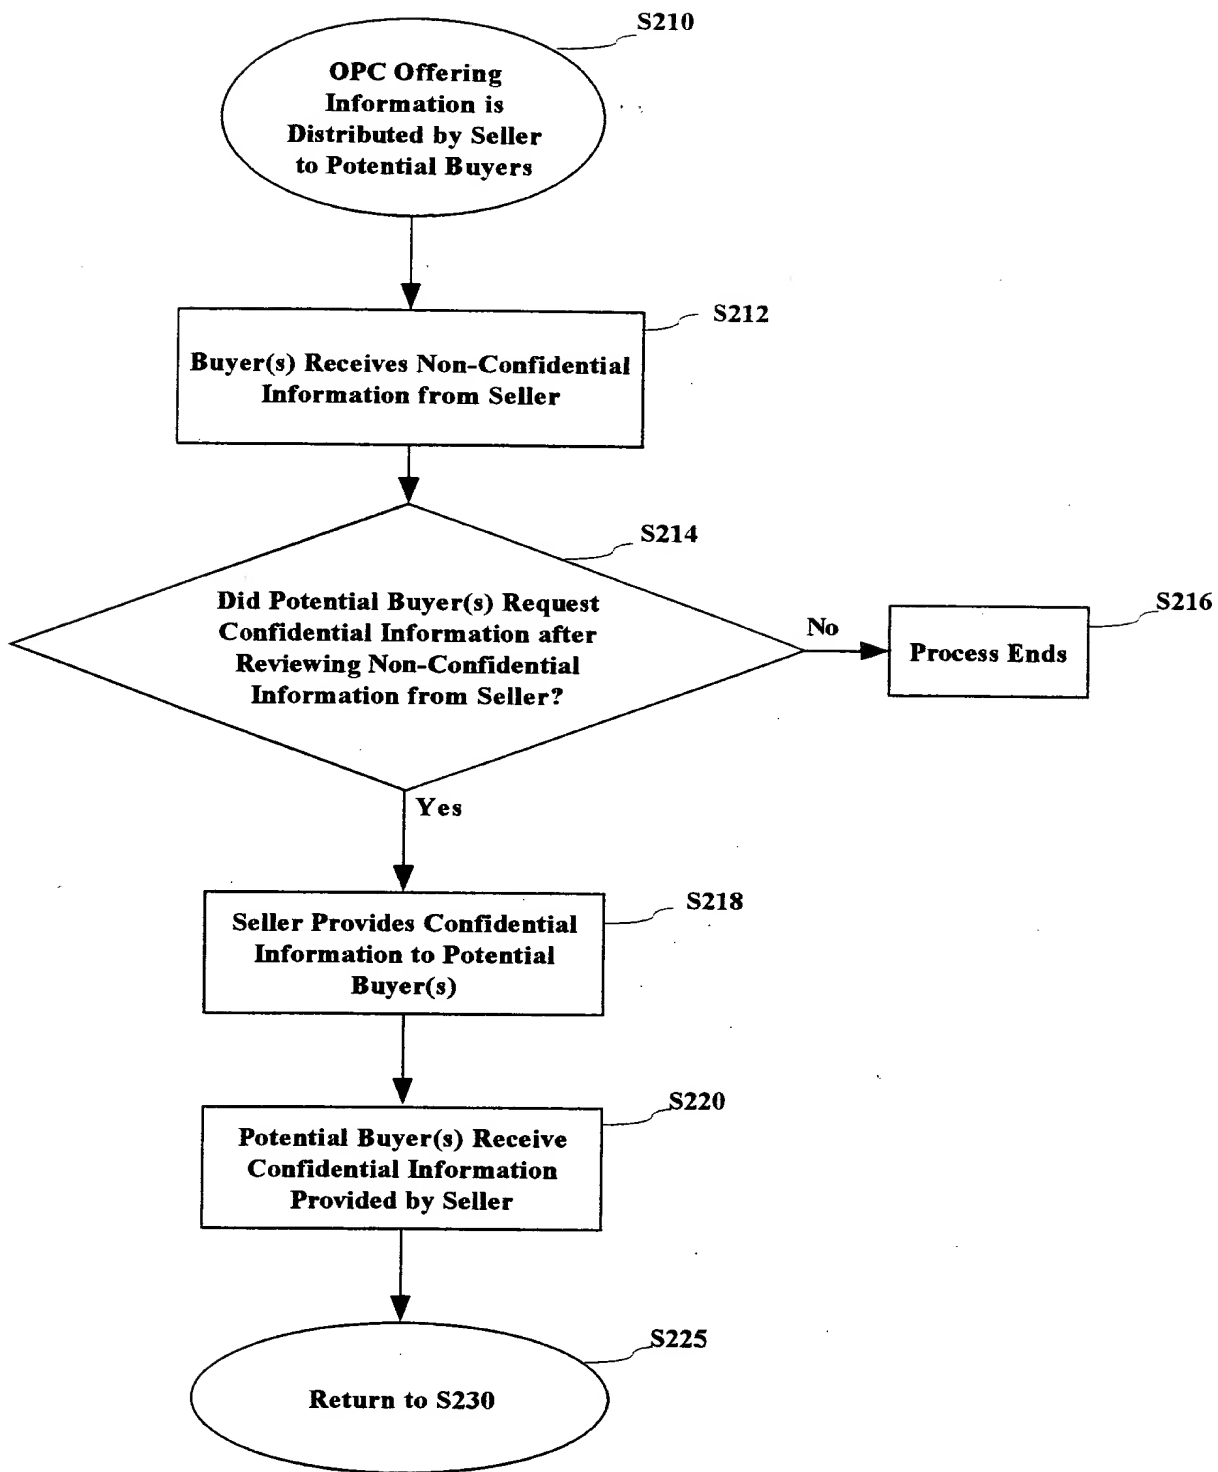 S210
OPC Offering
Information is
Distributed by Seller
to Potential Buyers
S212
Buyer(s) Receives Non-Confidential
Information from Seller
S214
Did Potential Buyer(s) Request
Confidential Information after
Reviewing Non-Confidential
Information from Seller?
No
S216
Process Ends
Yes
S218
Seller Provides Confidential
Information to Potential
Buyer(s)
S220
Potential Buyer(s) Receive
Confidential Information
Provided by Seller
S225
Return to S230